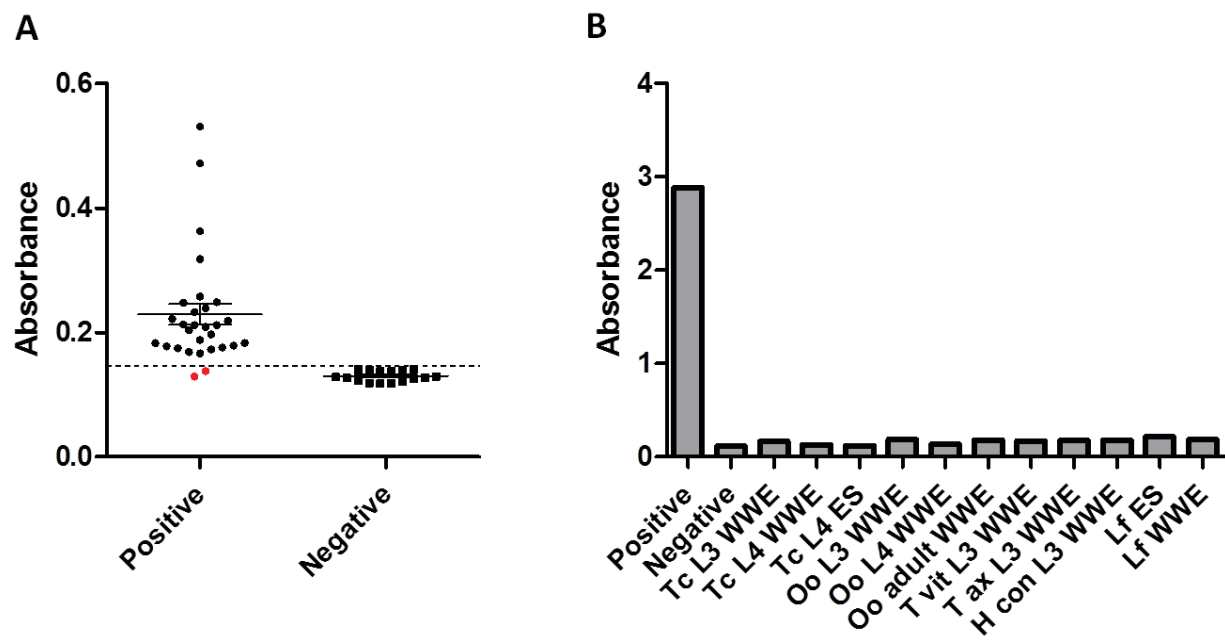 A
Absorbance
0.6
0.4
0.2
0.0
Positive
Negative
B
Absorbance
4
3
2
1
0
Positive
Negative
Tc L3 WWE
Tc L4 WWE
Tc L4 ES
Oo L3 WWE
Oo L4 WWE
Oo adult WWE
T vit L3 WWE
T ax L3 WWE
H con L3 WWE
Lf ES
Lf WWE